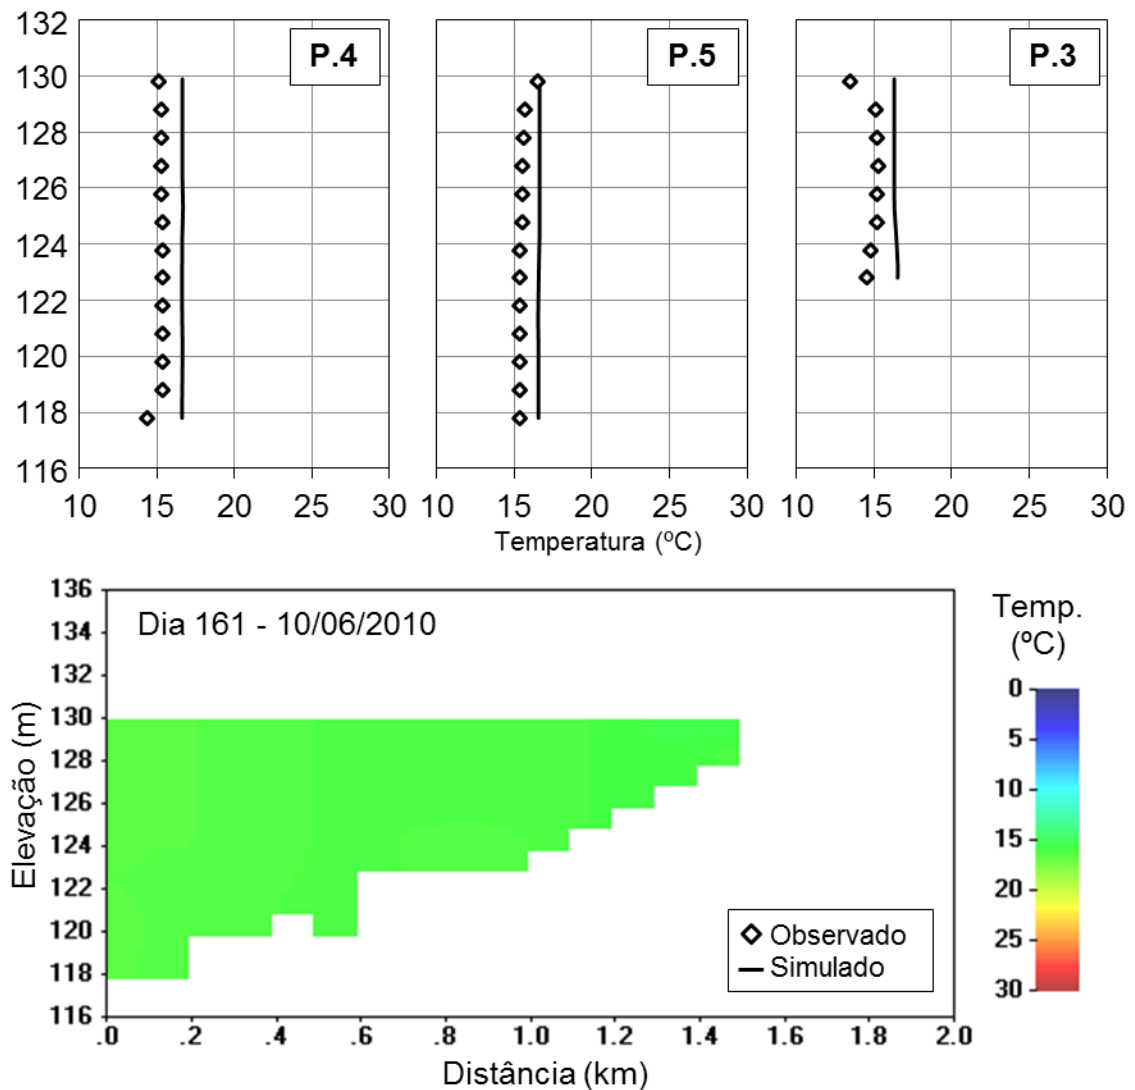 132
130
128
126
124
122
120
118
116
P.4
P.5
P.3
10 15 20 25 30 10 15 20 25 30 10 15 20 25 30
Temperatura (ºC)
Dia 161 - 10/06/2010
Elevação (m)
136
134
132
130
128
126
124
122
120
118
116
.0 .2 .4 .6 .8 1.0 1.2 1.4 1.6 1.8 2.0
Distância (km)
Observado
Simulado
Temp.
(ºC)
0
5
10
15
20
25
30